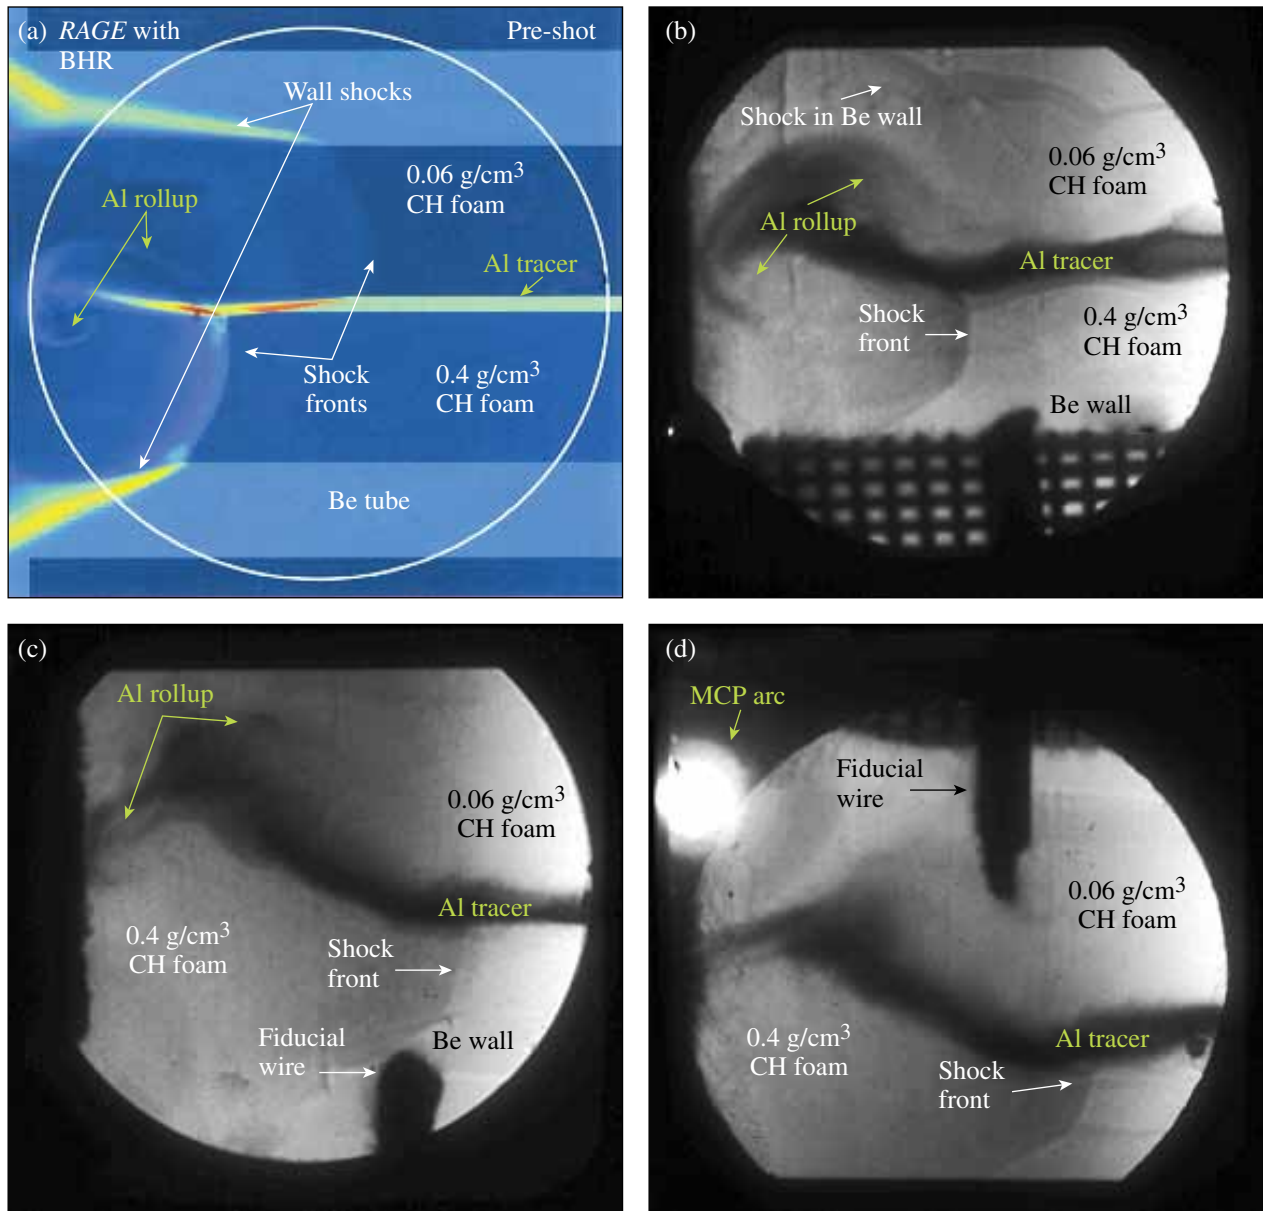 (a) RAGE with
BHR
Pre-shot
Wall shocks
0.06 g/cm3
CH foam
Al rollup
Al tracer
Shock
fronts
0.4 g/cm3
CH foam
Be tube
(b)
Shock in Be wall
0.06 g/cm3
CH foam
Al rollup
Al tracer
Shock
front
0.4 g/cm3
CH foam
Be wall
(c)
Al rollup
0.06 g/cm3
CH foam
Al tracer
0.4 g/cm3
CH foam
Shock
front
Fiducial
wire
Be wall
(d)
MCP arc
Fiducial
wire
0.06 g/cm3
CH foam
Al tracer
0.4 g/cm3
CH foam
Shock
front